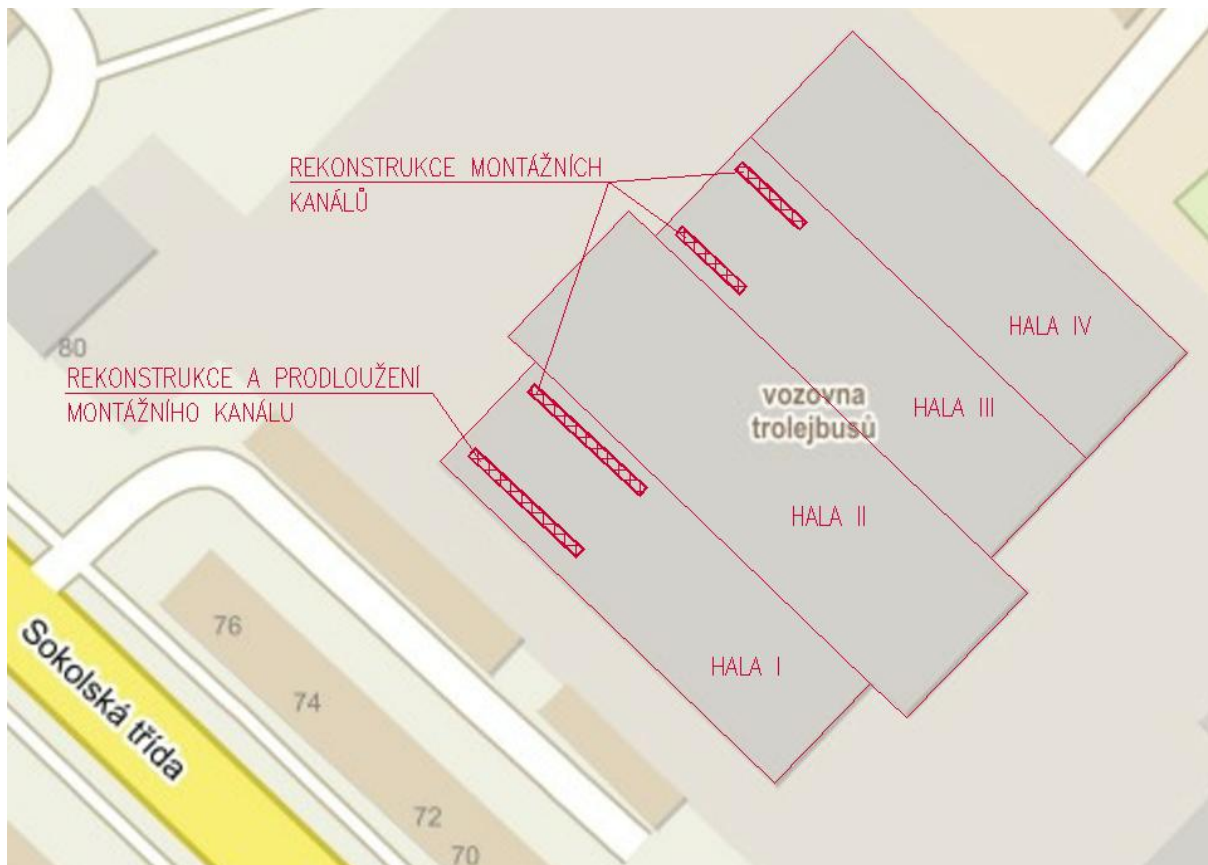 REKONSTRUKCE MONTÁŽNÍCH
KANÁLŮ
80
REKONSTRUKCE A PRODLOUŽENÍ
MONTÁŽNÍHO KANÁLU
HALA IV
vozovna
trolejbusů
HALA III
HALA II
HALA I
76
74
72
70
Sokolská třída